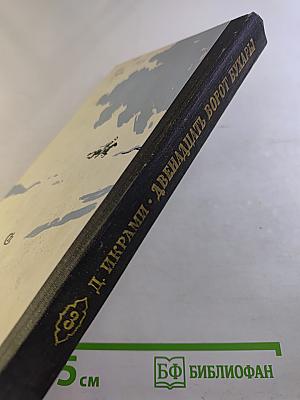 Д. ИКРАМИ • ДВЕНАДЦАТЬ ВОРОТ БУХАРЫ
5 см
БФ БИБЛИОФАН